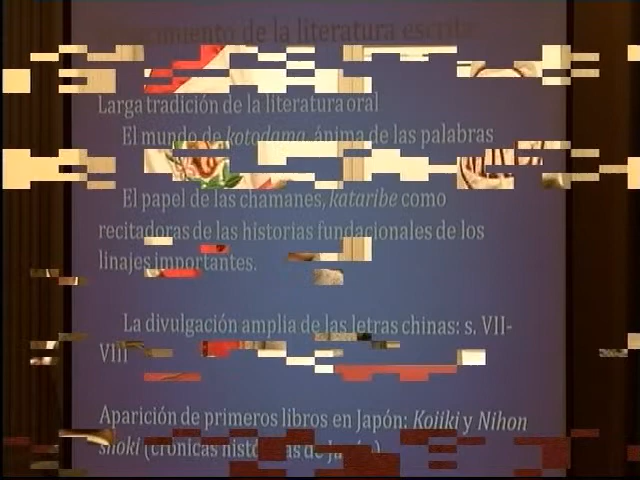 de la literatura escrita
Larga tradición de la literatura oral
El mundo de kotodama, ánima de las palabras
El papel de las chamanes, kataribe como
recitadoras de las historias fundacionales de los
linajes importantes.
La divulgación amplia de las letras chinas: s. VII-
VIII
Aparición de primeros libros en Japón: Kojiki y Nihon
shoki (crónicas de